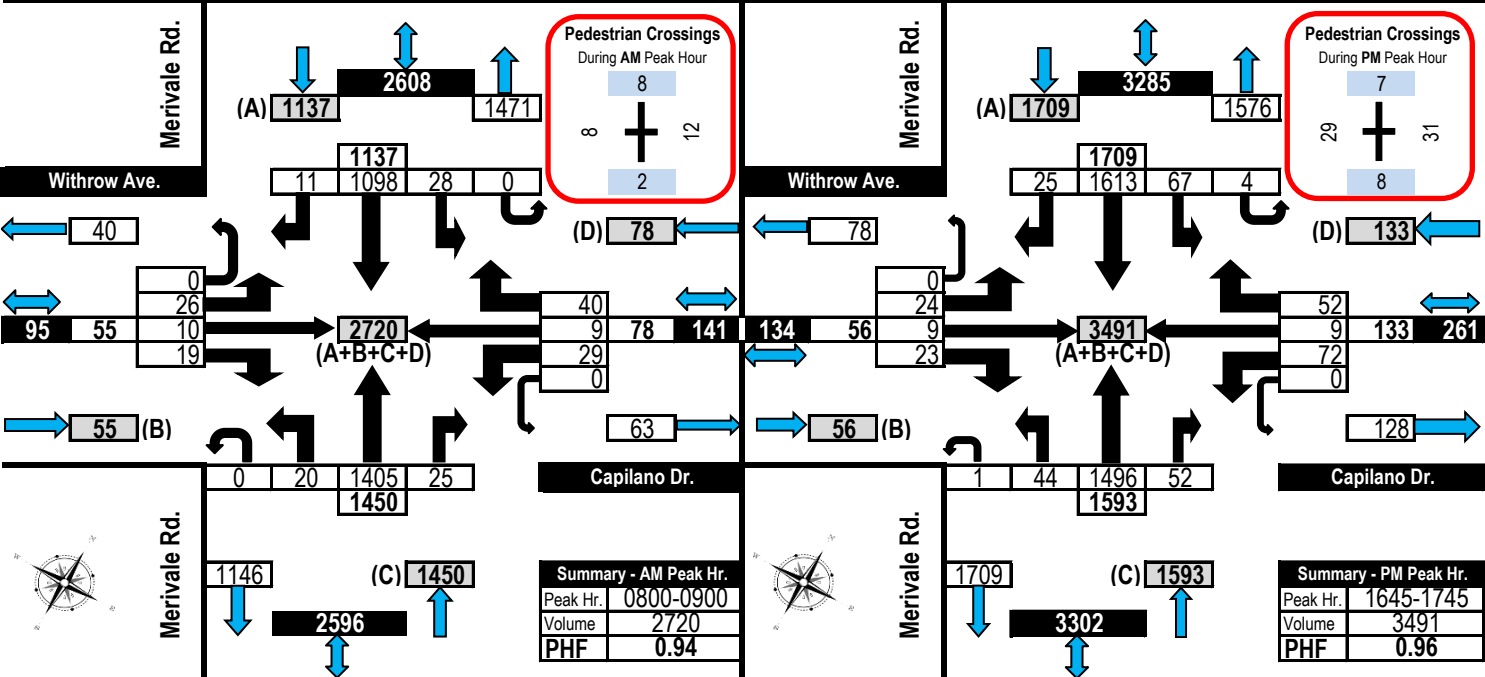 Merivale Rd.
2608
(A) 1137
1471
Pedestrian Crossings
During AM Peak Hour
8
8
12
2
1137
11 1098 28 0
Withrow Ave.
40
(D) 78
0
26
10
19
95 55
2720
(A+B+C+D)
40
9
29
0
78 141
55 (B)
63
0 20 1405 25
1450
Capilano Dr.
Merivale Rd.
1146
(C) 1450
2596
Summary - AM Peak Hr.
Peak Hr. 0800-0900
Volume 2720
PHF 0.94
Merivale Rd.
3285
(A) 1709
1576
Pedestrian Crossings
During PM Peak Hour
7
29
31
8
1709
25 1613 67 4
Withrow Ave.
78
(D) 133
0
24
9
23
134 56
3491
(A+B+C+D)
52
9
72
0
133 261
56 (B)
128
1 44 1496 52
1593
Capilano Dr.
Merivale Rd.
1709
(C) 1593
3302
Summary - PM Peak Hr.
Peak Hr. 1645-1745
Volume 3491
PHF 0.96